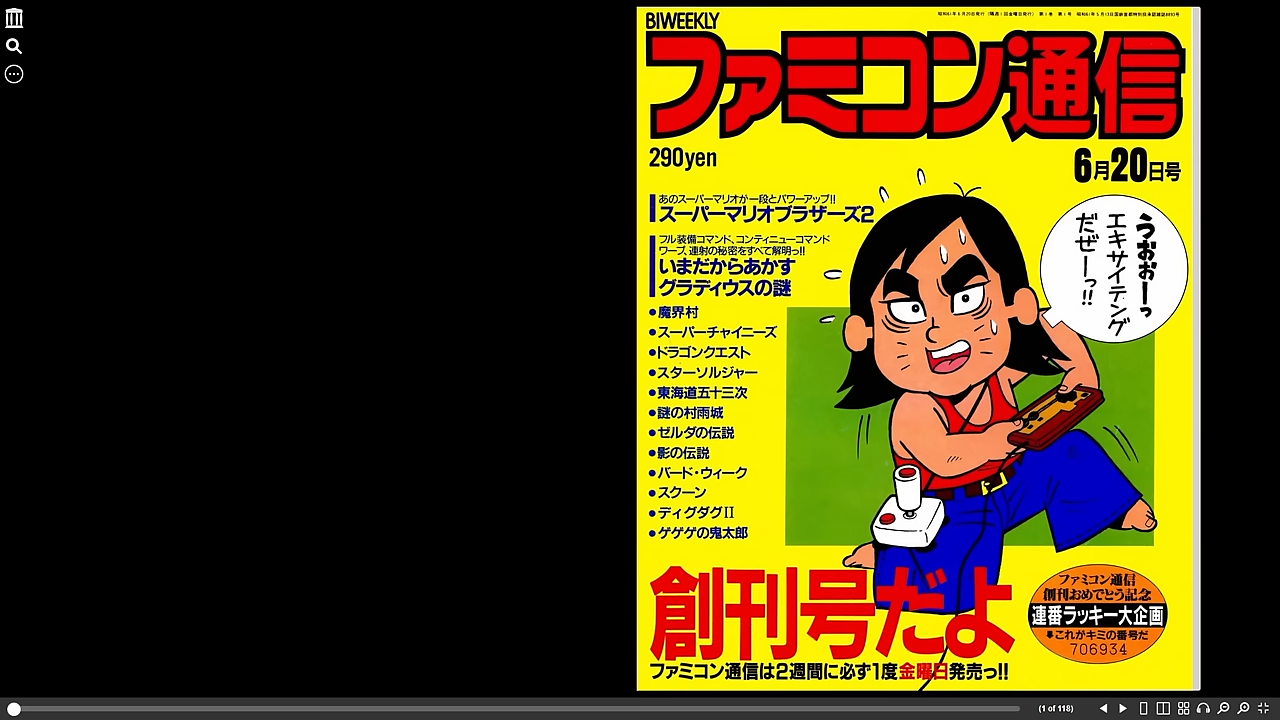 BIWEEKLY
ファミコン通信
290yen
6月20日号
あのスーパーマリオが一段とパワーアップ!!
スーパーマリオブラザーズ2
フル装備コマンド、コンティニューコマンド
ワープ、連射の秘密をすべて解明っ!!
いまだからあかす
グラディウスの謎
●魔界村
●スーパーチャイニーズ
●ドラゴンクエスト
●スターソルジャー
●東海道五十三次
●謎の村雨城
●ゼルダの伝説
●影の伝説
●バード・ウィーク
●スクーン
●ディグダグII
●ゲゲゲの鬼太郎
うおおーっ
エキサイテング
だぜーっ!!
創刊号だよ
ファミコン通信は2週間に必ず1度金曜日発売っ!!
ファミコン通信
創刊おめでとう記念
連番ラッキー大企画
⬇これがキミの番号だ
706934
(1 of 118)